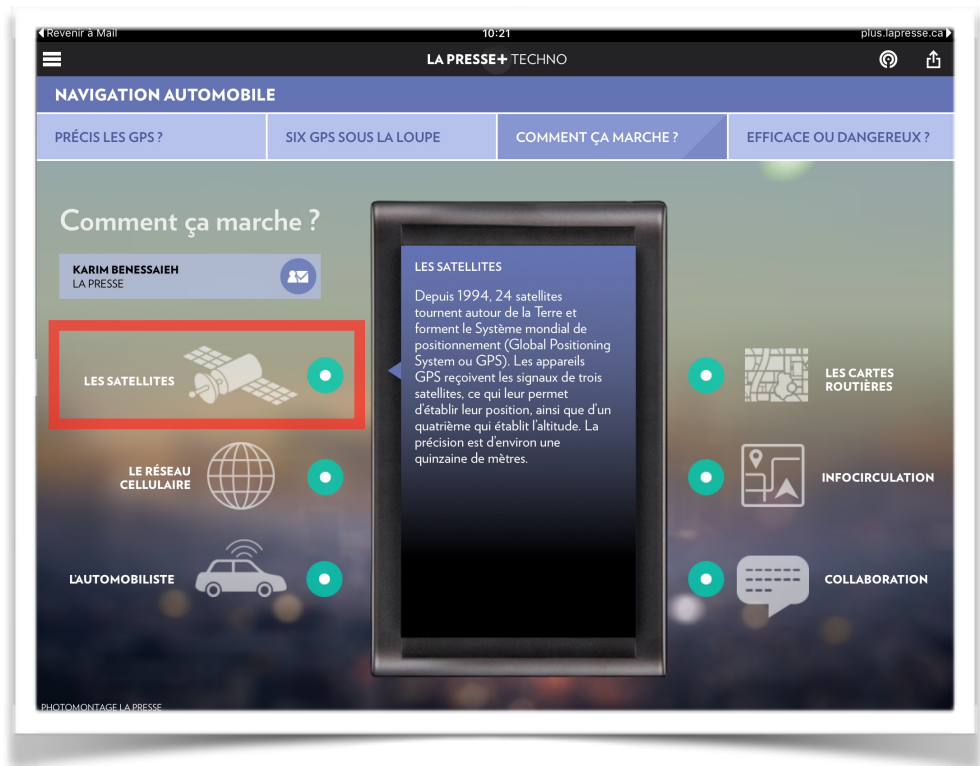 Revenir à Mail
10:21
plus.lapresse.ca
LA PRESSE+ TECHNO
NAVIGATION AUTOMOBILE
PRÉCIS LES GPS ?
SIX GPS SOUS LA LOUPE
COMMENT ÇA MARCHE ?
EFFICACE OU DANGEREUX ?
Comment ça marche ?
KARIM BENESSAIEH
LA PRESSE
LES SATELLITES
LE RÉSEAU
CELLULAIRE
L'AUTOMOBILISTE
LES SATELLITES
Depuis 1994, 24 satellites
tournent autour de la Terre et
forment le Système mondial de
positionnement (Global Positioning
System ou GPS). Les appareils
GPS reçoivent les signaux de trois
satellites, ce qui leur permet
d'établir leur position, ainsi que d'un
quatrième qui établit l'altitude. La
précision est d'environ une
quinzaine de mètres.
LES CARTES
ROUTIÈRES
INFOCIRCULATION
COLLABORATION
PHOTOMONTAGE LA PRESSE